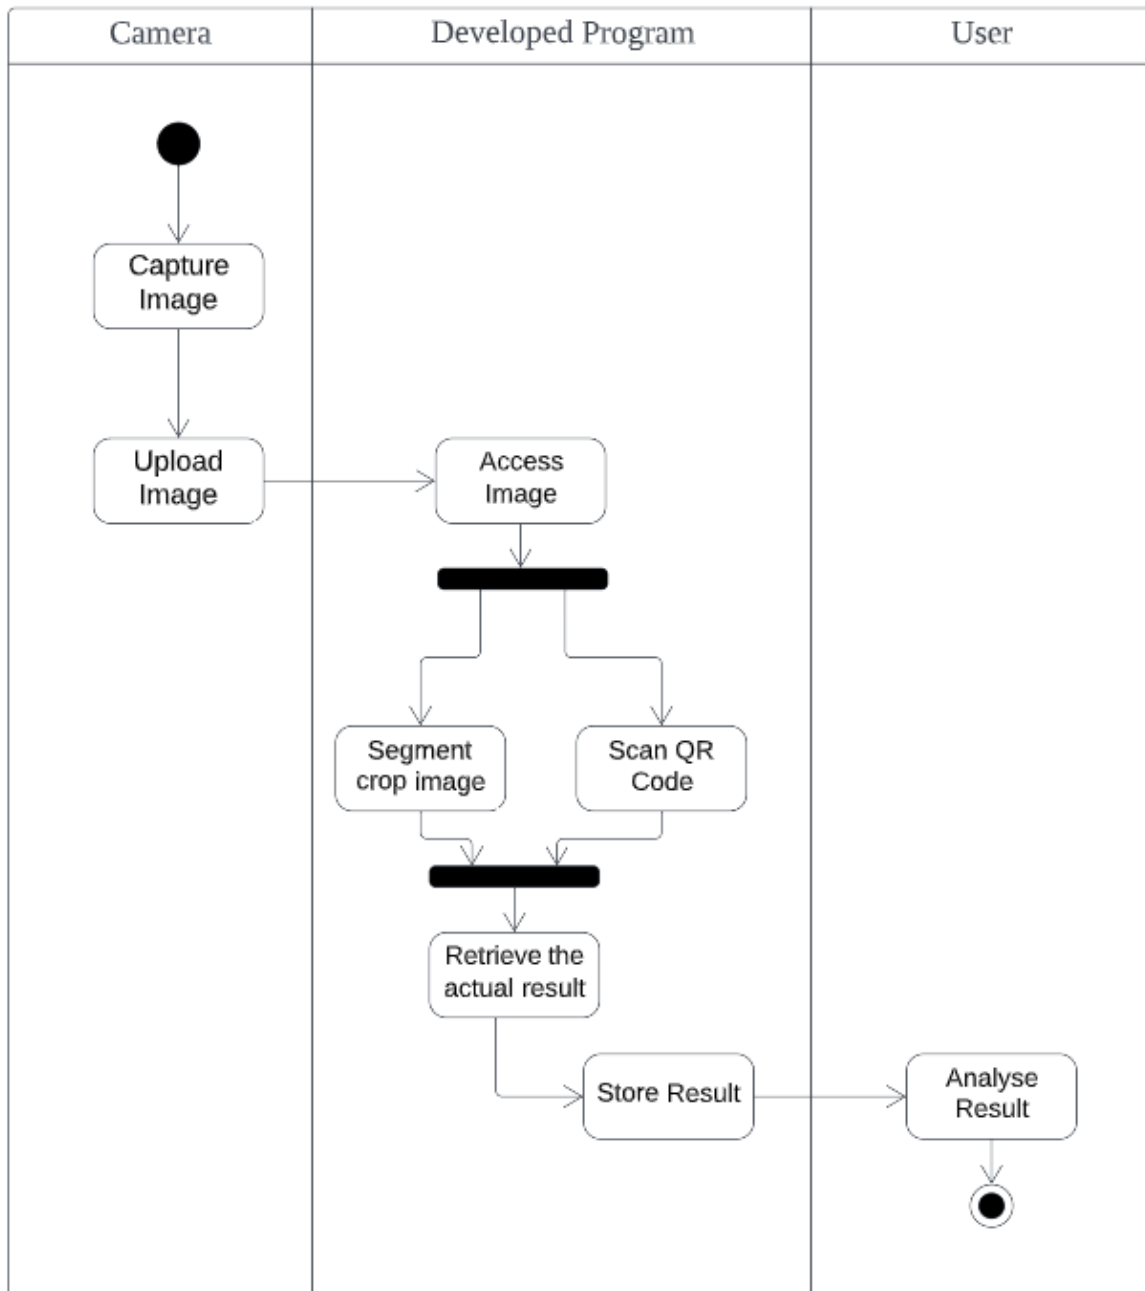 Camera
Developed Program
User
Capture
Image
Upload
Image
Access
Image
Segment
crop image
Scan QR
Code
Retrieve the
actual result
Store Result
Analyse
Result